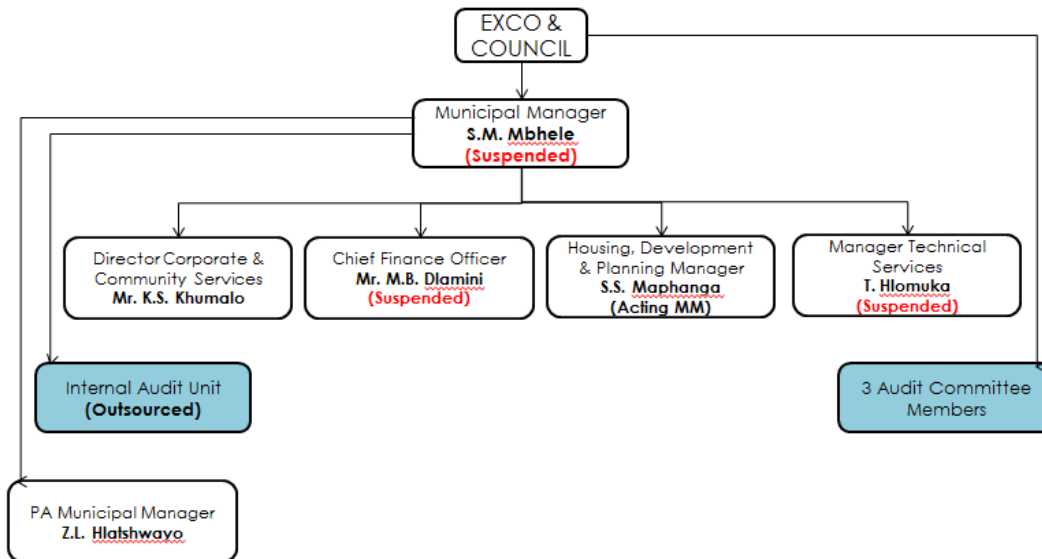 EXCO &
COUNCIL
Municipal Manager
S.M. Mbhele
(Suspended)
Director Corporate &
Community Services
Mr. K.S. Khumalo
Chief Finance Officer
Mr. M.B. Dlamini
(Suspended)
Housing, Development
& Planning Manager
S.S. Maphanga
(Acting MM)
Manager Technical
Services
T. Hlomuka
(Suspended)
Internal Audit Unit
(Outsourced)
3 Audit Committee
Members
PA Municipal Manager
Z.L. Hlatshwayo